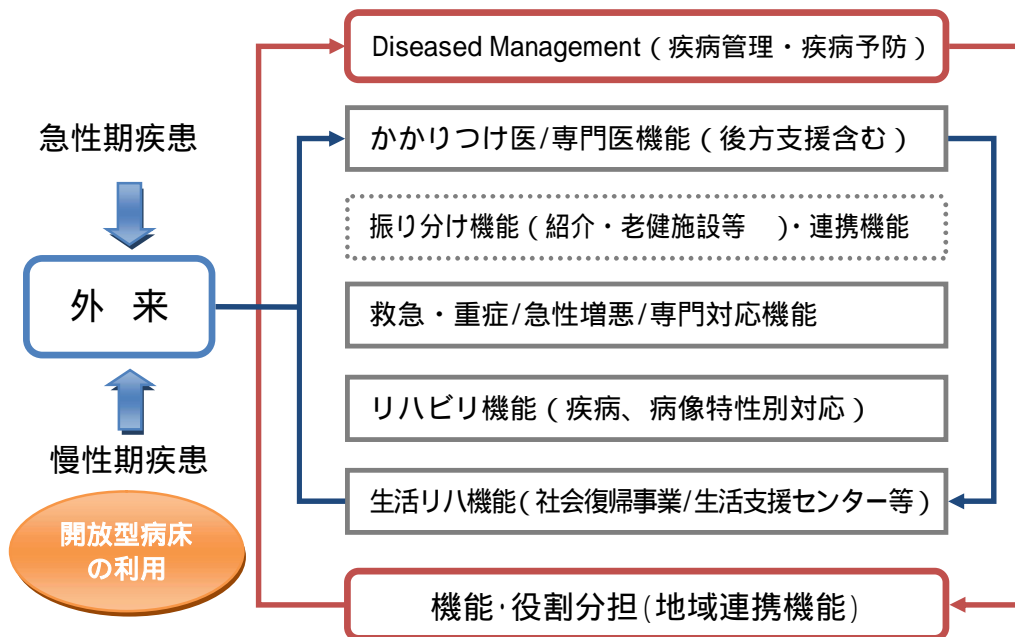 Diseased Management（疾病管理・疾病予防）
急性期疾患
かかりつけ医/専門医機能（後方支援含む）
振り分け機能（紹介・老健施設等　）・連携機能
外 来
救急・重症/急性増悪/専門対応機能
リハビリ機能（疾病、病像特性別対応）
慢性期疾患
生活リハ機能(社会復帰事業/生活支援センター等)
開放型病床
の利用
機能･役割分担(地域連携機能)